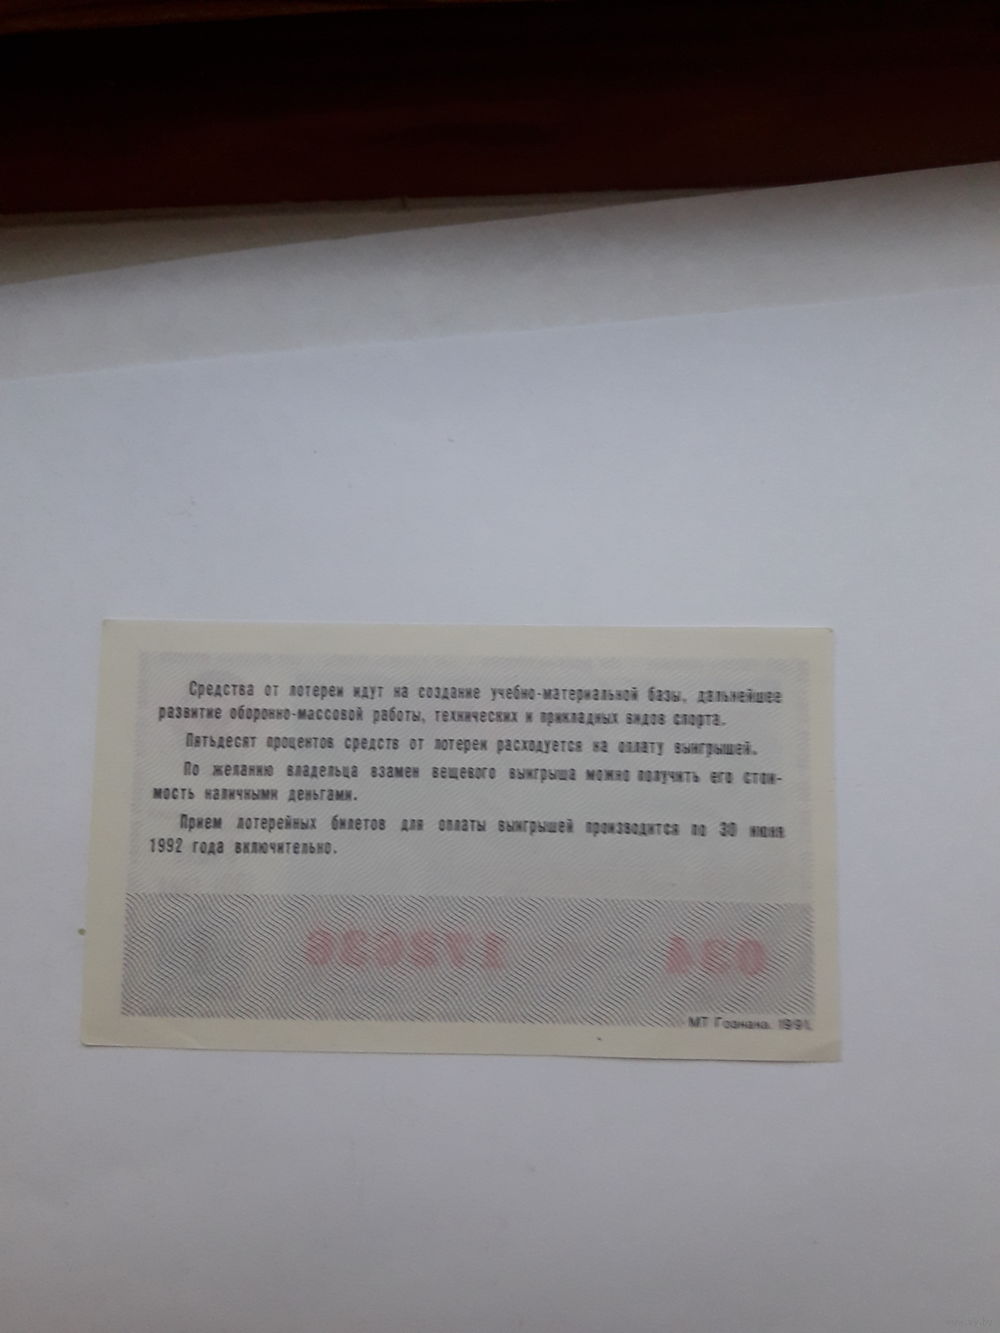 Средства от лотереи идут на создание учебно-материальной базы, дальнейшее
развитие оборонно-массовой работы, технических и прикладных видов спорта.
Пятьдесят процентов средств от лотереи расходуется на оплату выигрышей.
По желанию владельца взамен вещевого выигрыша можно получить его стои-
мость наличными деньгами.
Прием лотерейных билетов для оплаты выигрышей производится по 30 июня
1992 года включительно.
МТ Гознака. 1991.